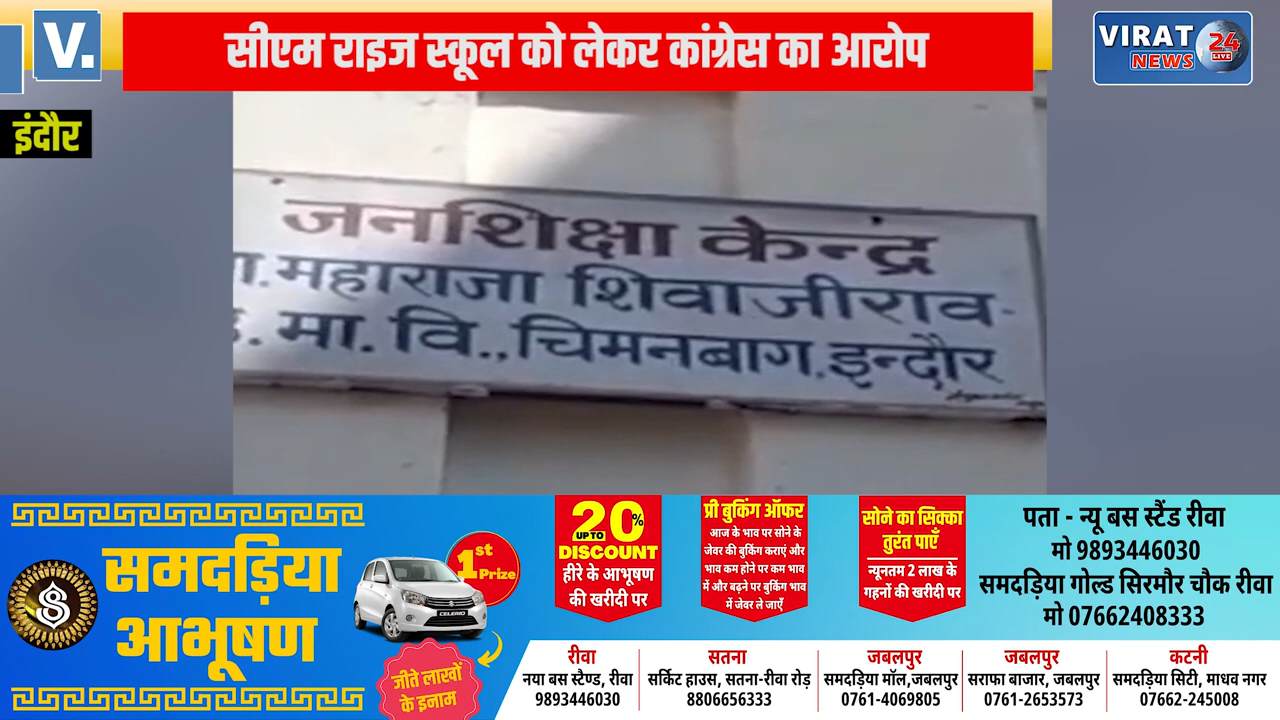 V.
सीएम राइज स्कूल को लेकर कांग्रेस का आरोप
VIRAT
NEWS
24
LIVE
इंदौर
जनशिक्षा केन्द्र
महाराजा शिवाजीराव-
मा. वि., चिमनबाग, इन्दौर
समदड़िया
आभूषण
S
CELERIO
1st
Prize
जीते लाखों
के इनाम
UP TO 20%
DISCOUNT
हीरे के आभूषण
की खरीदी पर
प्री बुकिंग ऑफर
आज के भाव पर सोने के
जेवर की बुकिंग कराएं और
भाव कम होने पर कम भाव
में और बढ़ने पर बुकिंग भाव
में जेवर ले जाएँ
सोने का सिक्का
तुरंत पाएँ
न्यूनतम 2 लाख के
गहनों की खरीदी पर
पता - न्यू बस स्टैंड रीवा
मो 9893446030
समदड़िया गोल्ड सिरमौर चौक रीवा
मो 07662408333
रीवा
नया बस स्टैण्ड, रीवा
9893446030
सतना
सर्किट हाउस, सतना-रीवा रोड़
8806656333
जबलपुर
समदड़िया मॉल,जबलपुर
0761-4069805
जबलपुर
सराफा बाजार, जबलपुर
0761-2653573
कटनी
समदड़िया सिटी, माधव नगर
07662-245008